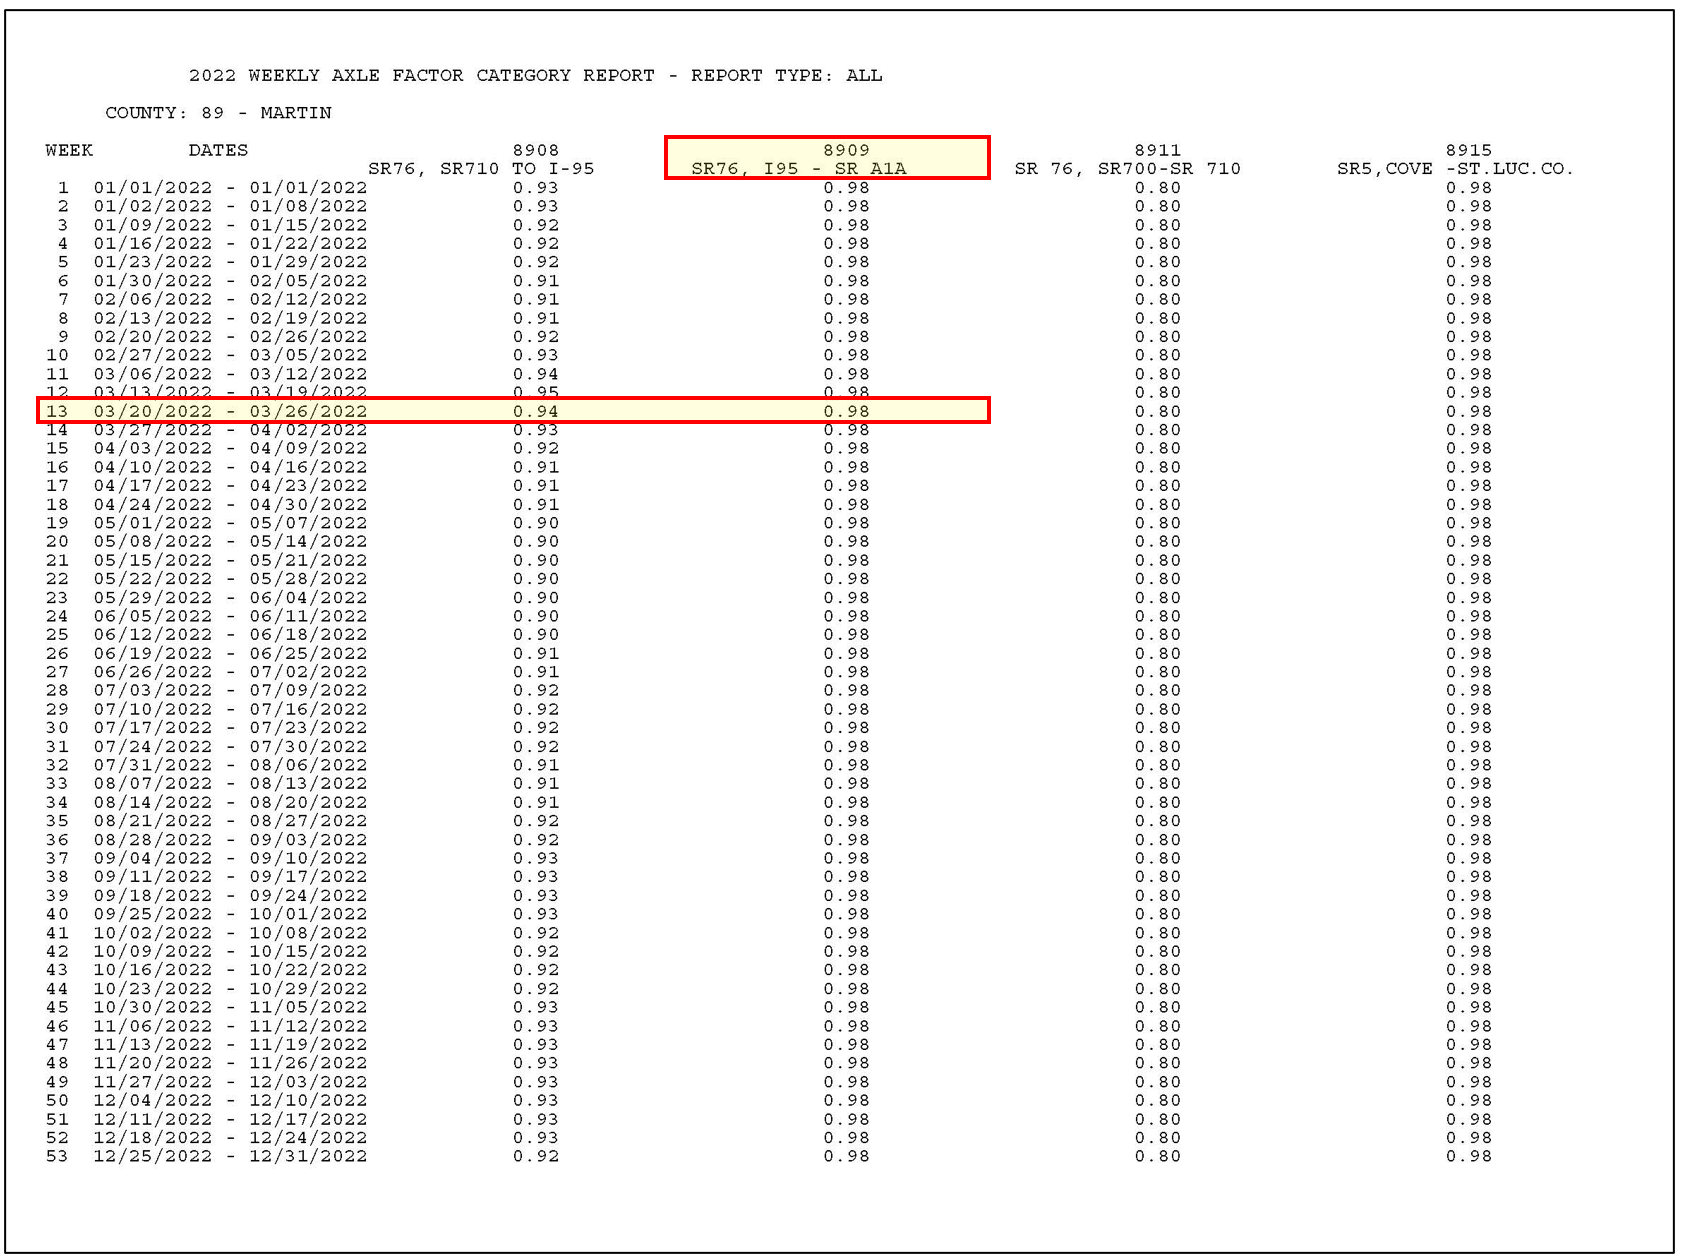 2022 WEEKLY AXLE FACTOR CATEGORY REPORT - REPORT TYPE: ALL
COUNTY: 89 - MARTIN
WEEK DATES 8908 8909 8911 8915
SR76, SR710 TO I-95 SR76, I95 - SR A1A SR 76, SR700-SR 710 SR5,COVE -ST.LUC.CO.
1 01/01/2022 - 01/01/2022 0.93 0.98 0.80 0.98
2 01/02/2022 - 01/08/2022 0.93 0.98 0.80 0.98
3 01/09/2022 - 01/15/2022 0.92 0.98 0.80 0.98
4 01/16/2022 - 01/22/2022 0.92 0.98 0.80 0.98
5 01/23/2022 - 01/29/2022 0.92 0.98 0.80 0.98
6 01/30/2022 - 02/05/2022 0.91 0.98 0.80 0.98
7 02/06/2022 - 02/12/2022 0.91 0.98 0.80 0.98
8 02/13/2022 - 02/19/2022 0.91 0.98 0.80 0.98
9 02/20/2022 - 02/26/2022 0.92 0.98 0.80 0.98
10 02/27/2022 - 03/05/2022 0.93 0.98 0.80 0.98
11 03/06/2022 - 03/12/2022 0.94 0.98 0.80 0.98
12 03/13/2022 - 03/19/2022 0.95 0.98 0.80 0.98
13 03/20/2022 - 03/26/2022 0.94 0.98 0.80 0.98
14 03/27/2022 - 04/02/2022 0.93 0.98 0.80 0.98
15 04/03/2022 - 04/09/2022 0.92 0.98 0.80 0.98
16 04/10/2022 - 04/16/2022 0.91 0.98 0.80 0.98
17 04/17/2022 - 04/23/2022 0.91 0.98 0.80 0.98
18 04/24/2022 - 04/30/2022 0.91 0.98 0.80 0.98
19 05/01/2022 - 05/07/2022 0.90 0.98 0.80 0.98
20 05/08/2022 - 05/14/2022 0.90 0.98 0.80 0.98
21 05/15/2022 - 05/21/2022 0.90 0.98 0.80 0.98
22 05/22/2022 - 05/28/2022 0.90 0.98 0.80 0.98
23 05/29/2022 - 06/04/2022 0.90 0.98 0.80 0.98
24 06/05/2022 - 06/11/2022 0.90 0.98 0.80 0.98
25 06/12/2022 - 06/18/2022 0.90 0.98 0.80 0.98
26 06/19/2022 - 06/25/2022 0.91 0.98 0.80 0.98
27 06/26/2022 - 07/02/2022 0.91 0.98 0.80 0.98
28 07/03/2022 - 07/09/2022 0.92 0.98 0.80 0.98
29 07/10/2022 - 07/16/2022 0.92 0.98 0.80 0.98
30 07/17/2022 - 07/23/2022 0.92 0.98 0.80 0.98
31 07/24/2022 - 07/30/2022 0.92 0.98 0.80 0.98
32 07/31/2022 - 08/06/2022 0.91 0.98 0.80 0.98
33 08/07/2022 - 08/13/2022 0.91 0.98 0.80 0.98
34 08/14/2022 - 08/20/2022 0.91 0.98 0.80 0.98
35 08/21/2022 - 08/27/2022 0.92 0.98 0.80 0.98
36 08/28/2022 - 09/03/2022 0.92 0.98 0.80 0.98
37 09/04/2022 - 09/10/2022 0.93 0.98 0.80 0.98
38 09/11/2022 - 09/17/2022 0.93 0.98 0.80 0.98
39 09/18/2022 - 09/24/2022 0.93 0.98 0.80 0.98
40 09/25/2022 - 10/01/2022 0.93 0.98 0.80 0.98
41 10/02/2022 - 10/08/2022 0.92 0.98 0.80 0.98
42 10/09/2022 - 10/15/2022 0.92 0.98 0.80 0.98
43 10/16/2022 - 10/22/2022 0.92 0.98 0.80 0.98
44 10/23/2022 - 10/29/2022 0.92 0.98 0.80 0.98
45 10/30/2022 - 11/05/2022 0.93 0.98 0.80 0.98
46 11/06/2022 - 11/12/2022 0.93 0.98 0.80 0.98
47 11/13/2022 - 11/19/2022 0.93 0.98 0.80 0.98
48 11/20/2022 - 11/26/2022 0.93 0.98 0.80 0.98
49 11/27/2022 - 12/03/2022 0.93 0.98 0.80 0.98
50 12/04/2022 - 12/10/2022 0.93 0.98 0.80 0.98
51 12/11/2022 - 12/17/2022 0.93 0.98 0.80 0.98
52 12/18/2022 - 12/24/2022 0.93 0.98 0.80 0.98
53 12/25/2022 - 12/31/2022 0.92 0.98 0.80 0.98